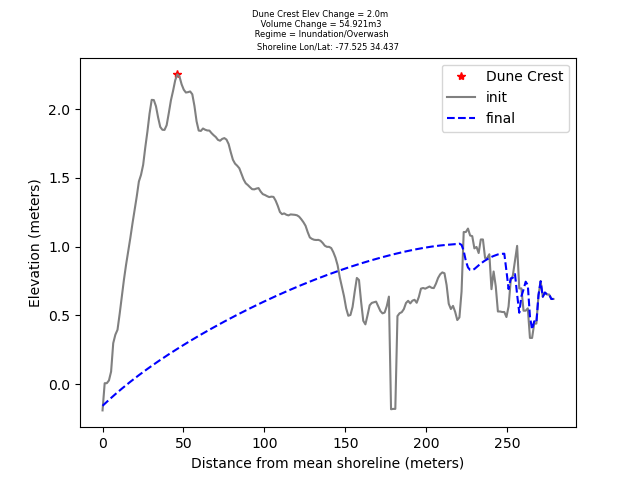 Dune Crest Elev Change = 2.0m
Volume Change = 54.921m3
Regime = Inundation/Overwash
Shoreline Lon/Lat: -77.525 34.437
Dune Crest
init
final
Elevation (meters)
2.0
1.5
1.0
0.5
0.0
0
50
100
150
200
250
Distance from mean shoreline (meters)